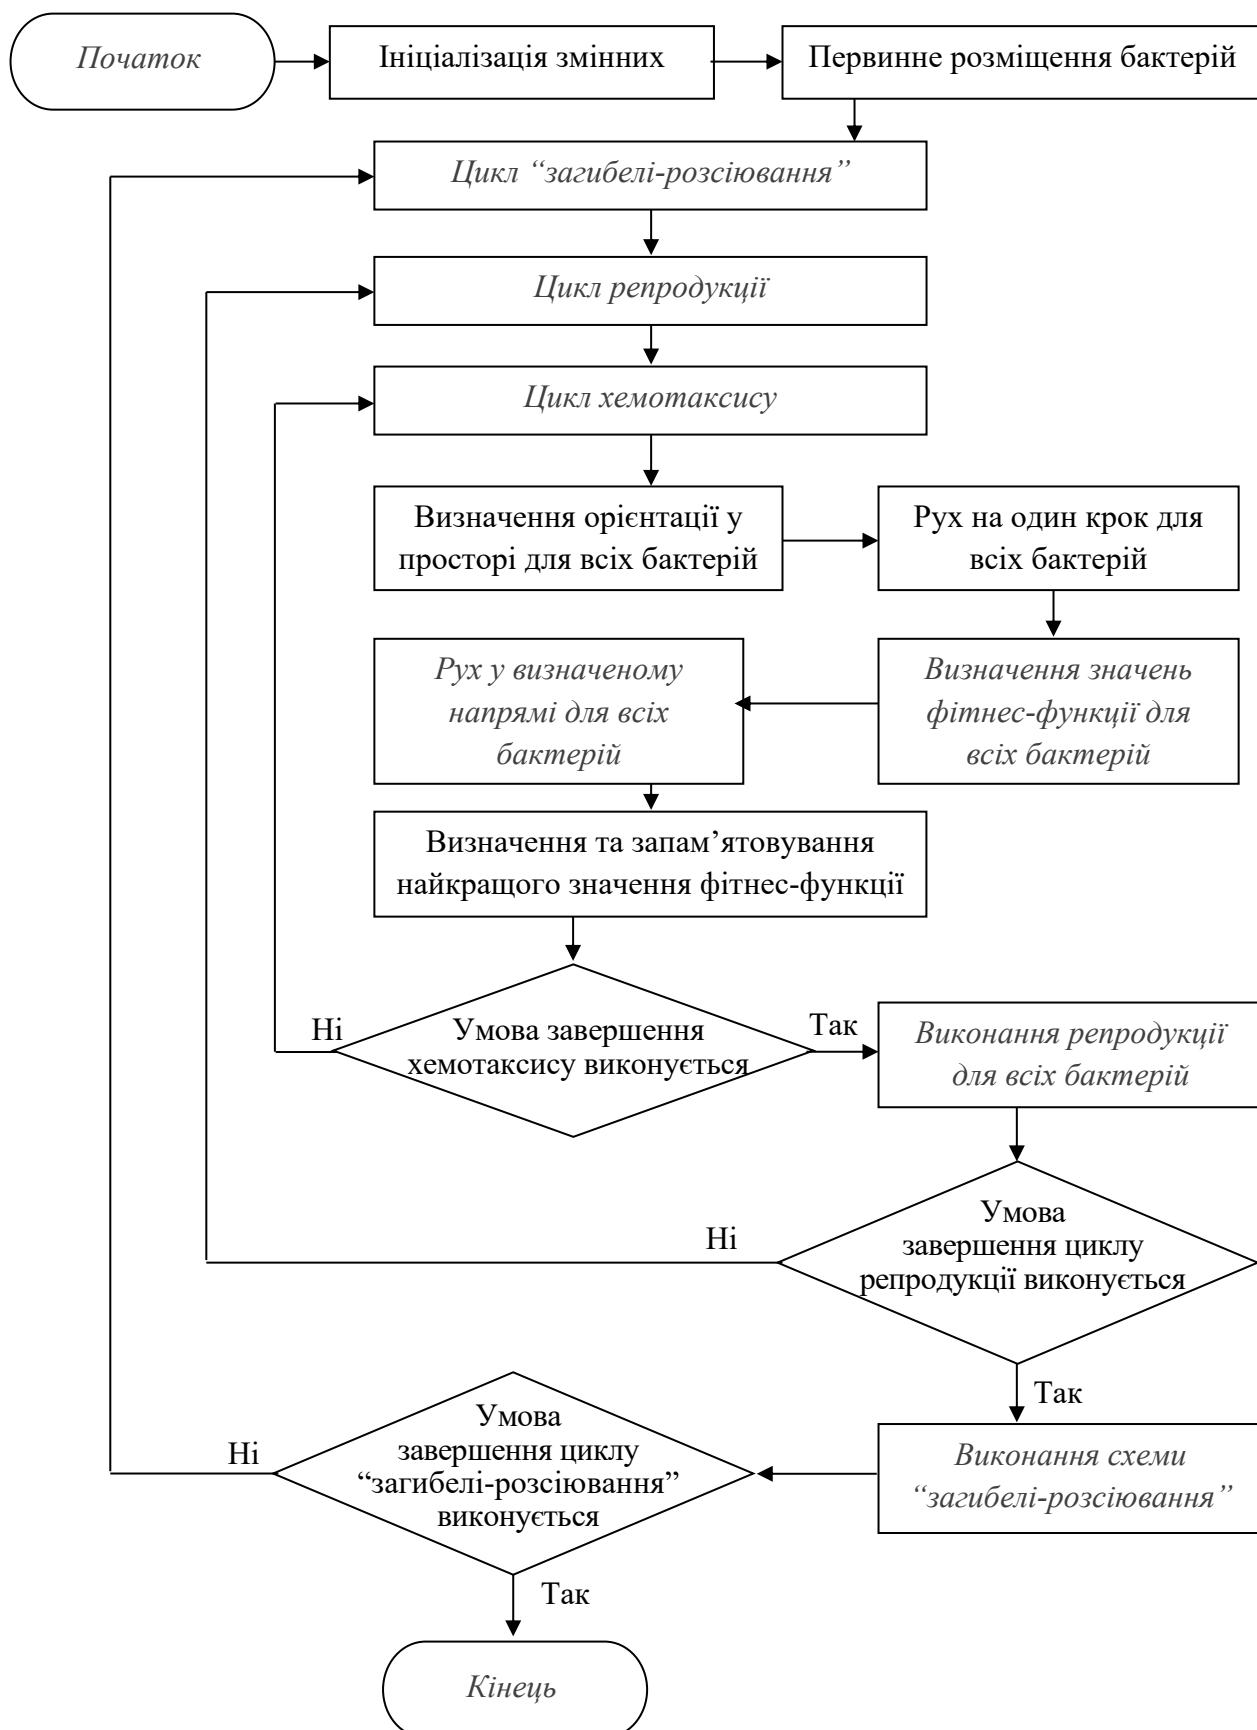 Початок
Ініціалізація змінних
Первинне розміщення бактерій
Цикл “загибелі-розсіювання”
Цикл репродукції
Цикл хемотаксису
Визначення орієнтації у
просторі для всіх бактерій
Рух на один крок для
всіх бактерій
Рух у визначеному
напрямі для всіх
бактерій
Визначення значень
фітнес-функції для
всіх бактерій
Визначення та запам’ятовування
найкращого значення фітнес-функції
Ні
Умова завершення
хемотаксису виконується
Так
Виконання репродукції
для всіх бактерій
Ні
Умова
завершення циклу
репродукції виконується
Так
Ні
Умова
завершення циклу
“загибелі-розсіювання”
виконується
Виконання схеми
“загибелі-розсіювання”
Так
Кінець